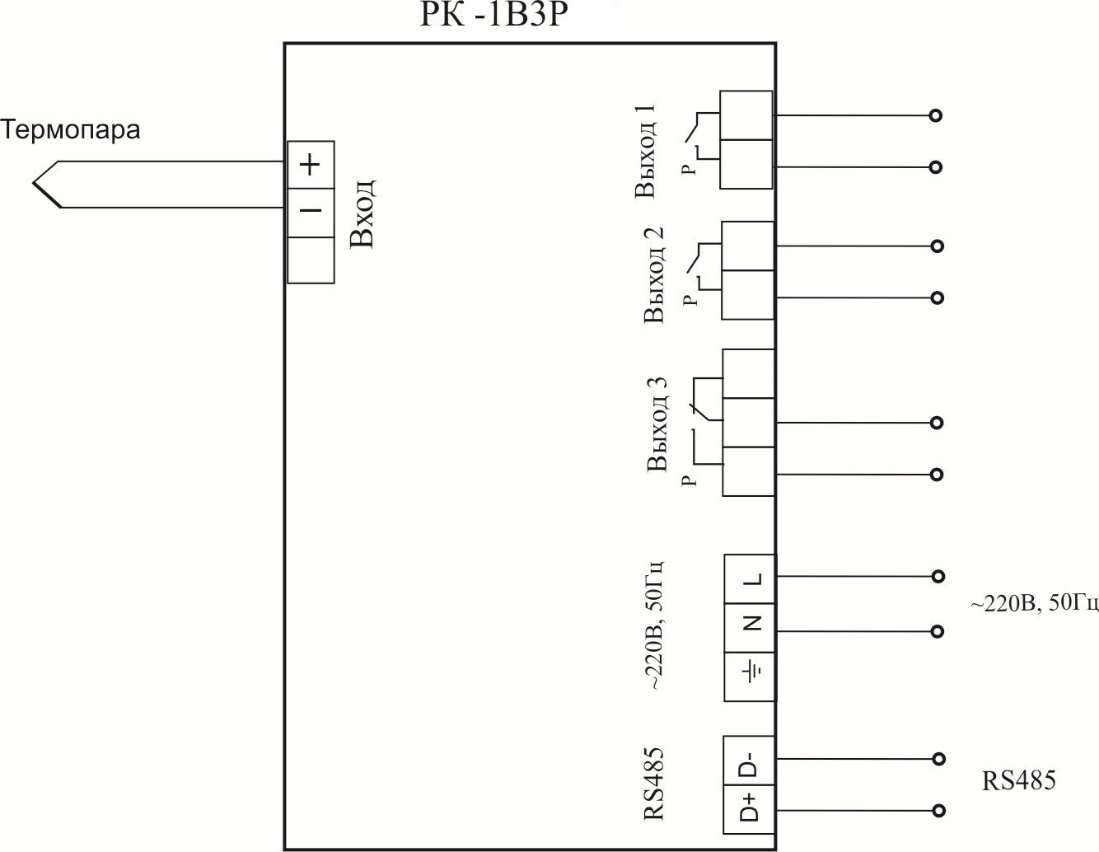 РК -1В3Р
Термопара
+
−
Вход
Выход 1
Р
Выход 2
Р
Выход 3
Р
~220В, 50Гц
L
N
~220В, 50Гц
RS485
D-
D+
RS485